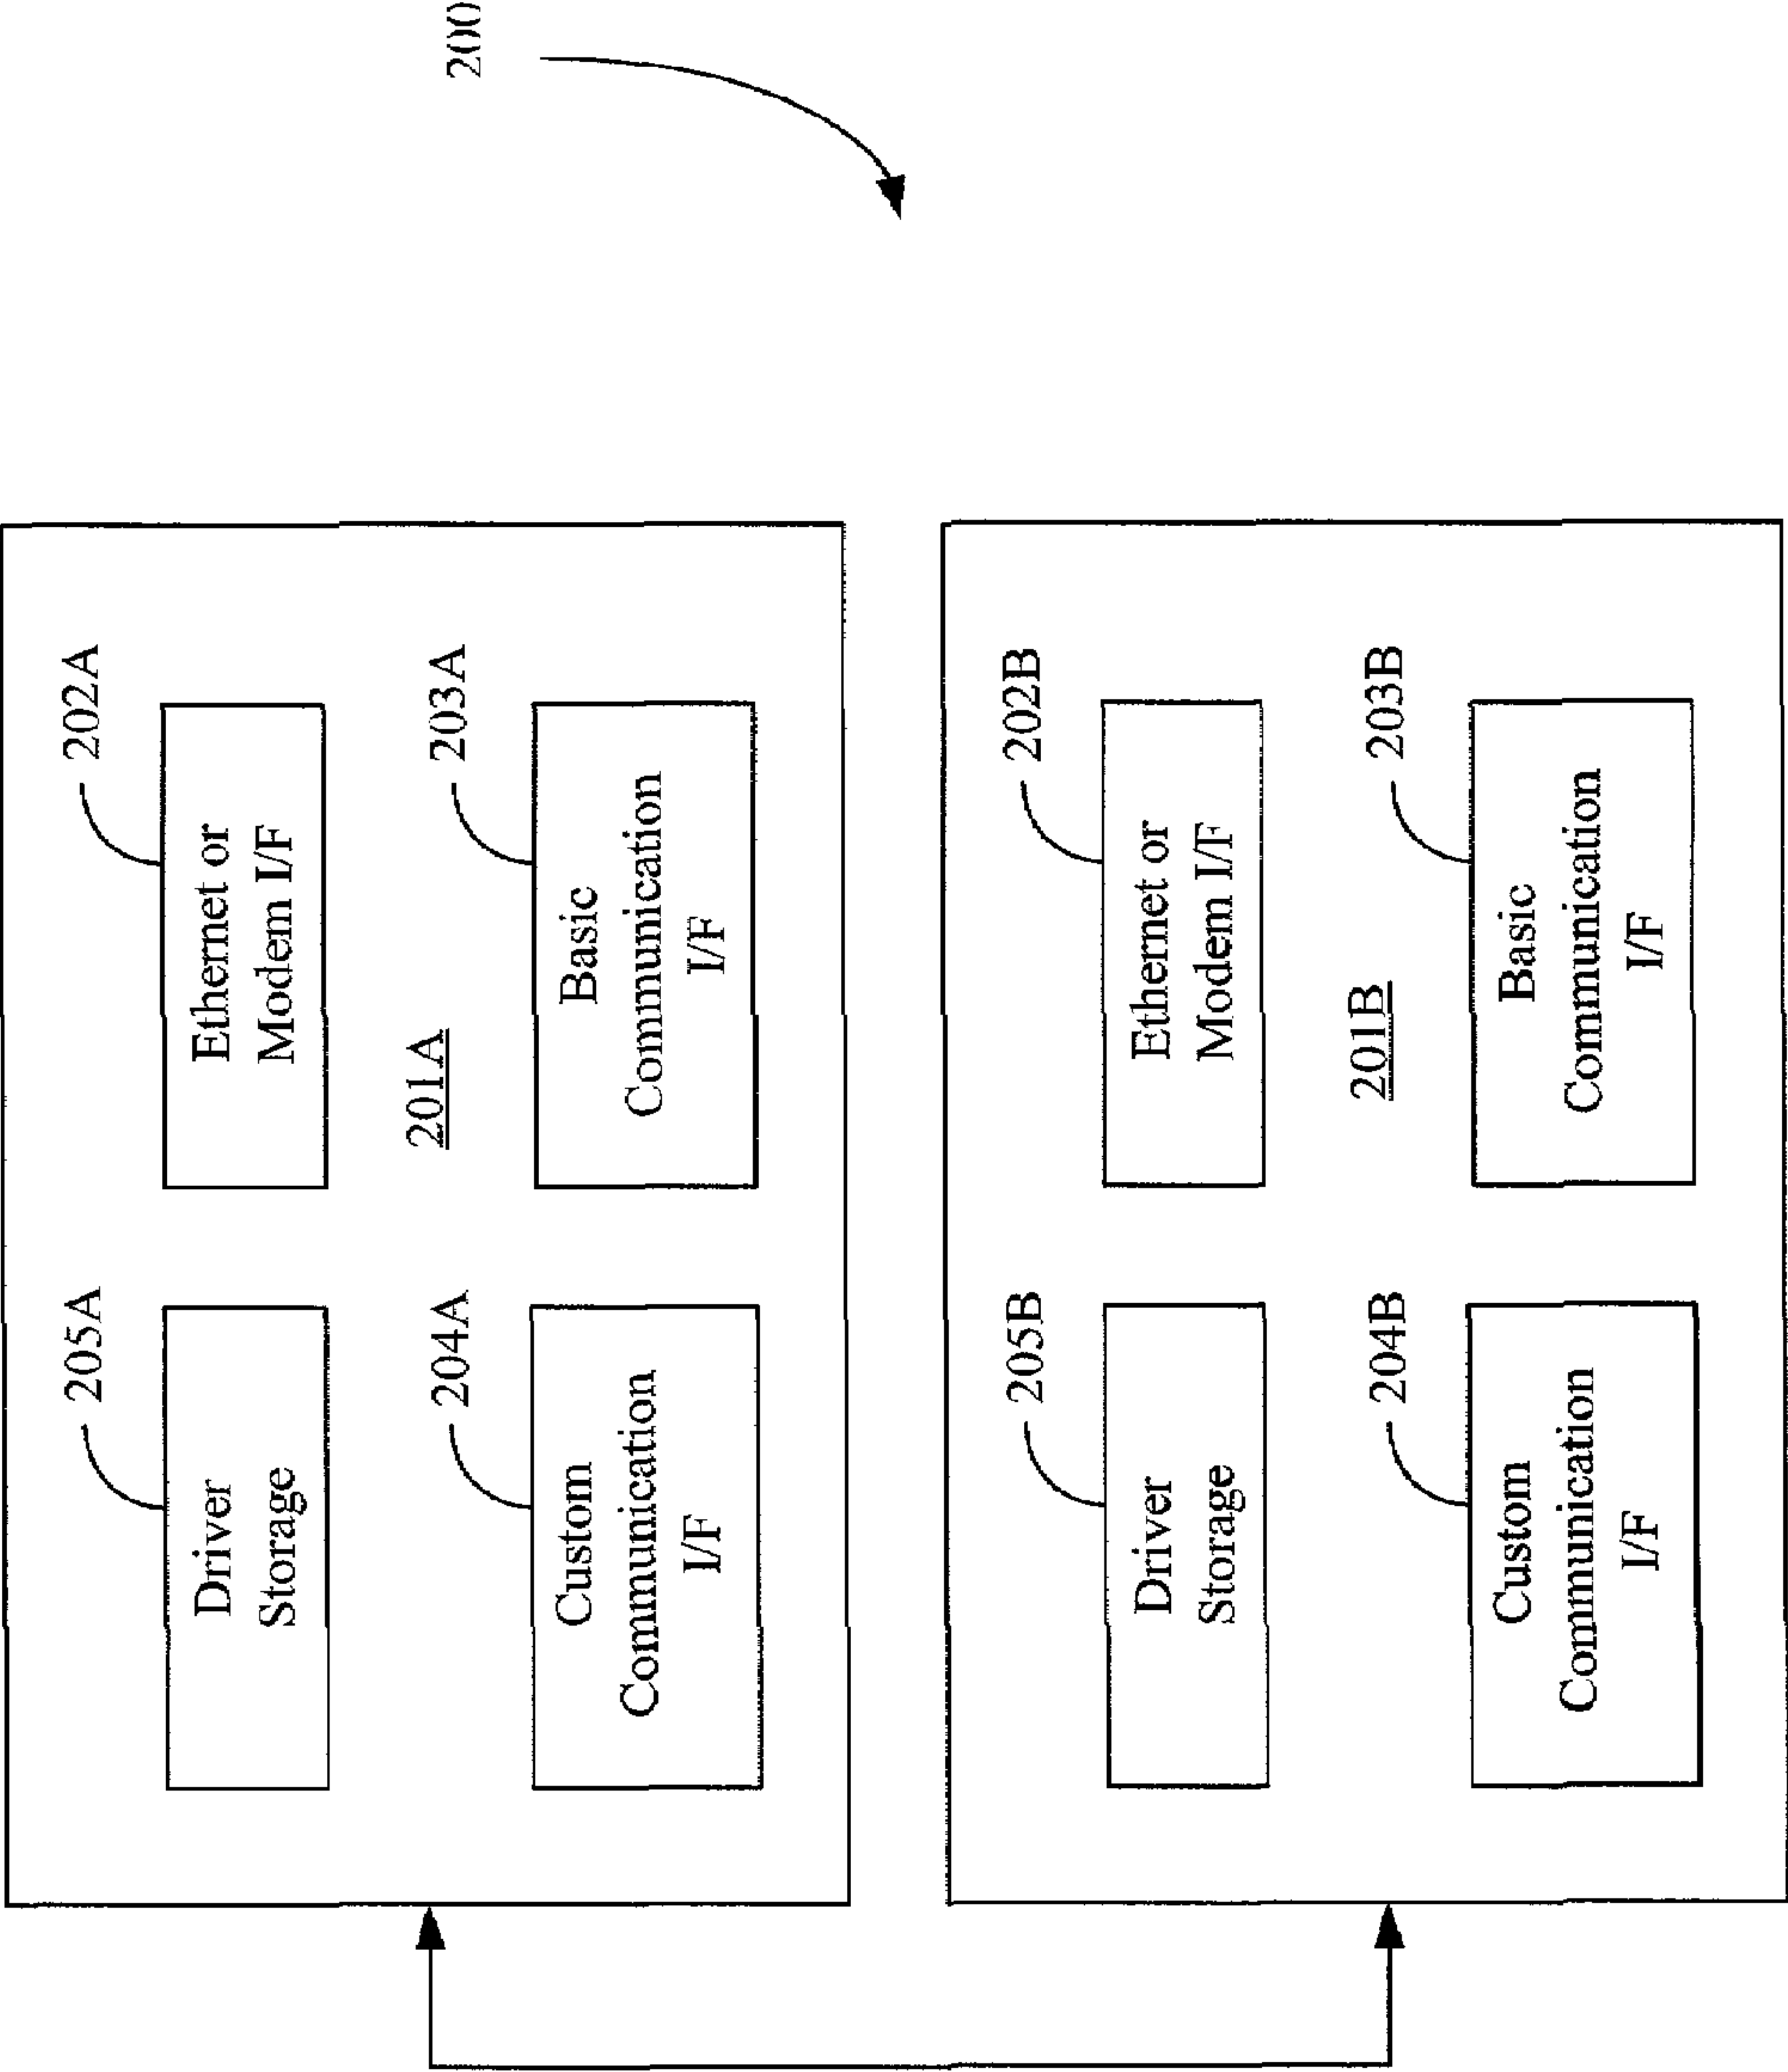 200
202A
Ethernet or
Modem I/F
203A
Basic
Communication
I/F
201A
205A
Driver
Storage
204A
Custom
Communication
I/F
202B
Ethernet or
Modem I/F
203B
Basic
Communication
I/F
201B
205B
Driver
Storage
204B
Custom
Communication
I/F